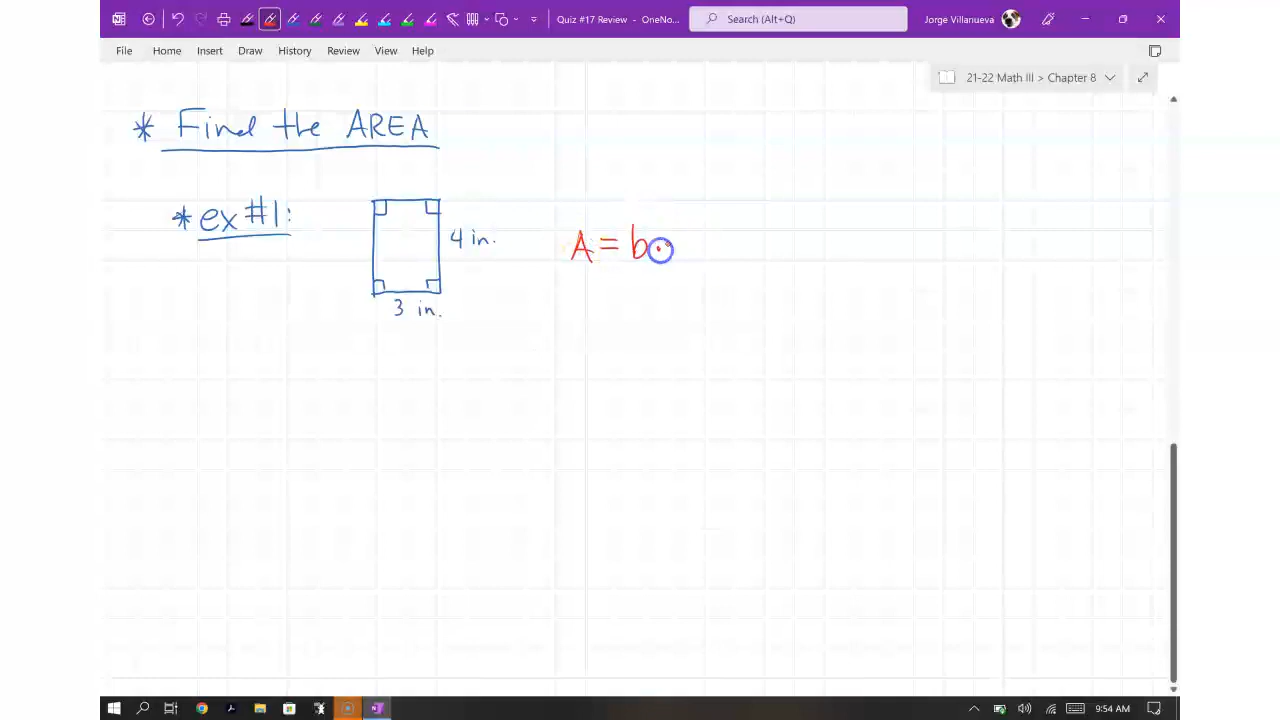 Quiz #17 Review - OneNo...
Search (Alt+Q)
Jorge Villanueva
File Home Insert Draw History Review View Help
21-22 Math III > Chapter 8
* Find the AREA
* ex #1:
4 in.
A = b·
3 in.
9:54 AM